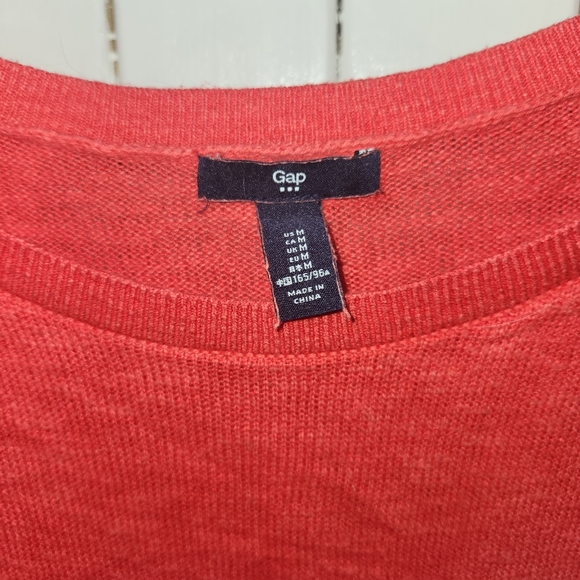 Gap
US M
CA M
UK M
EU M
日本 M
中国 165/96A
MADE IN
CHINA